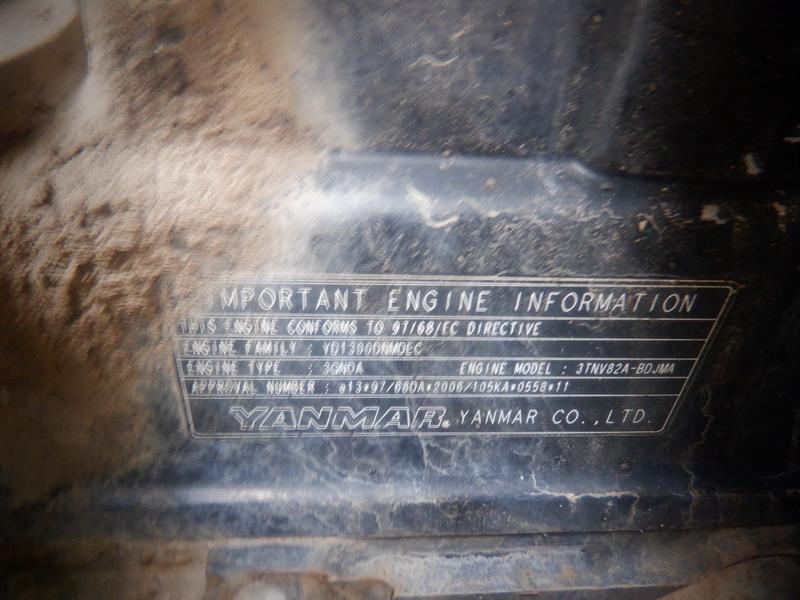 IMPORTANT ENGINE INFORMATION
THIS ENGINE CONFORMS TO 97/68/EC DIRECTIVE
ENGINE FAMILY : YD1300DNMDEC
ENGINE TYPE : 3GNDA ENGINE MODEL : 3TNV82A-BDJMA
APPROVAL NUMBER : e13*97/68DA*2006/105KA*0558*11
YANMAR® YANMAR CO.,LTD.